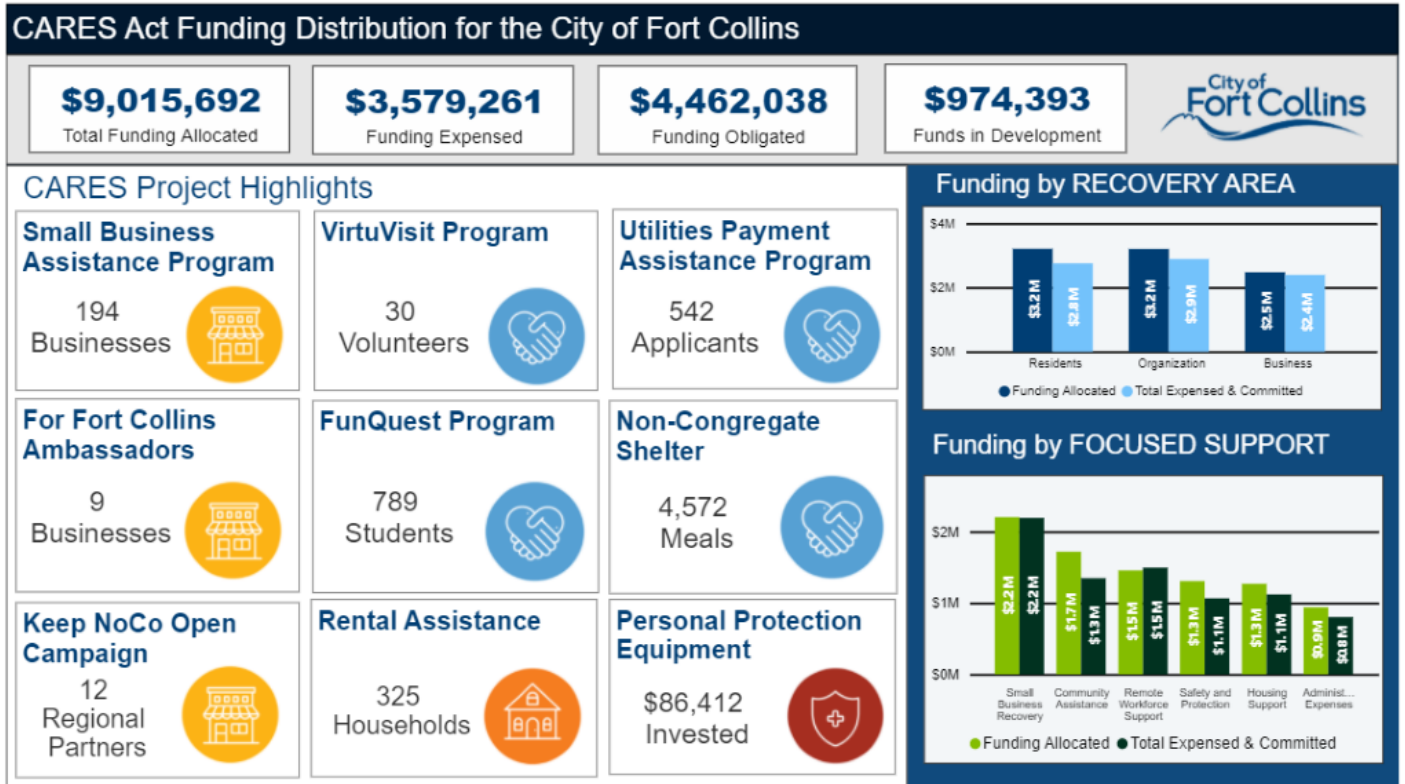 CARES Act Funding Distribution for the City of Fort Collins
$9,015,692
Total Funding Allocated
$3,579,261
Funding Expensed
$4,462,038
Funding Obligated
$974,393
Funds in Development
City of
Fort Collins
CARES Project Highlights
Small Business
Assistance Program
194
Businesses
VirtuVisit Program
30
Volunteers
Utilities Payment
Assistance Program
542
Applicants
For Fort Collins
Ambassadors
9
Businesses
FunQuest Program
789
Students
Non-Congregate
Shelter
4,572
Meals
Keep NoCo Open
Campaign
12
Regional
Partners
Rental Assistance
325
Households
Personal Protection
Equipment
$86,412
Invested
Funding by RECOVERY AREA
$4M
$2M
$0M
$3.2M
$2.8M
$3.2M
$2.9M
$2.5M
$2.4M
Residents
Organization
Business
Funding Allocated
Total Expensed & Committed
Funding by FOCUSED SUPPORT
$2M
$1M
$0M
$2.2M
$2.2M
$1.7M
$1.3M
$1.5M
$1.5M
$1.3M
$1.1M
$1.3M
$1.1M
$0.9M
$0.8M
Small
Business
Recovery
Community
Assistance
Remote
Workforce
Support
Safety and
Protection
Housing
Support
Administ...
Expenses
Funding Allocated
Total Expensed & Committed